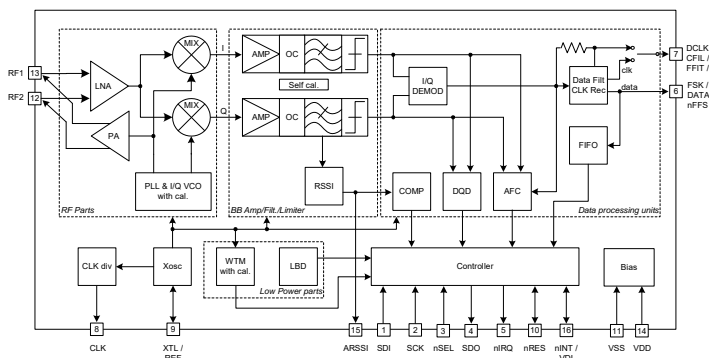 MIX
I
AMP
OC
Self cal.
RF1
13
LNA
RF2
12
PA
MIX
Q
AMP
OC
I/Q
DEMOD
Data Filt
CLK Rec
clk
data
7
DCLK /
CFIL /
FFIT /
6
FSK /
DATA /
nFFS
FIFO
PLL & I/Q VCO
with cal.
RSSI
COMP
DQD
AFC
RF Parts
BB Amp/Filt./Limiter
Data processing units
CLK div
Xosc
WTM
with cal.
LBD
Low Power parts
Controller
Bias
8
9
15
1
2
3
4
5
10
16
11
14
CLK
XTL /
REF
ARSSI
SDI
SCK
nSEL
SDO
nIRQ
nRES
nINT /
VDI
VSS
VDD